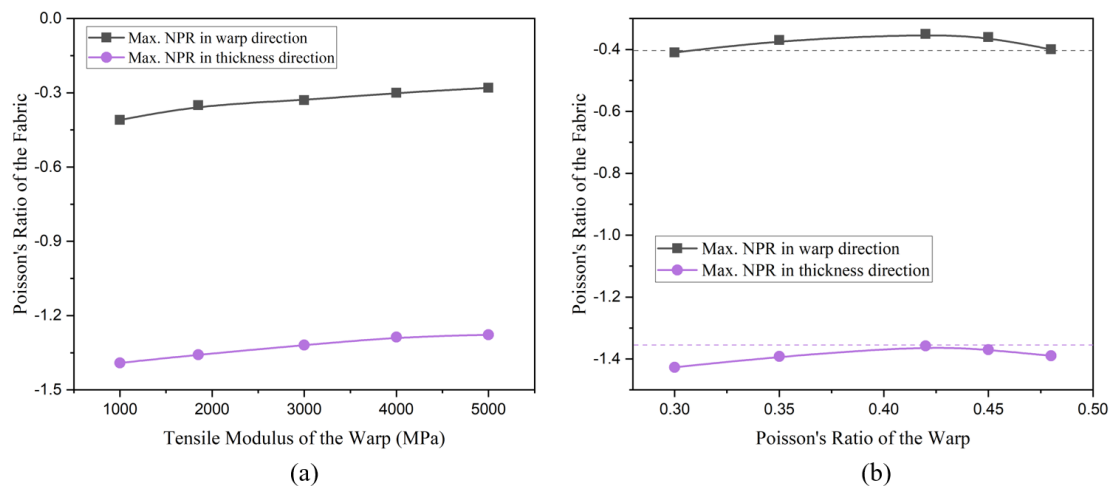 0.0
-0.3
-0.6
-0.9
-1.2
-1.5
Poisson's Ratio of the Fabric
Max. NPR in warp direction
Max. NPR in thickness direction
1000
2000
3000
4000
5000
Tensile Modulus of the Warp (MPa)
(a)
-0.4
-0.6
-0.8
-1.0
-1.2
-1.4
Poisson's Ratio of the Fabric
Max. NPR in warp direction
Max. NPR in thickness direction
0.30
0.35
0.40
0.45
0.50
Poisson's Ratio of the Warp
(b)